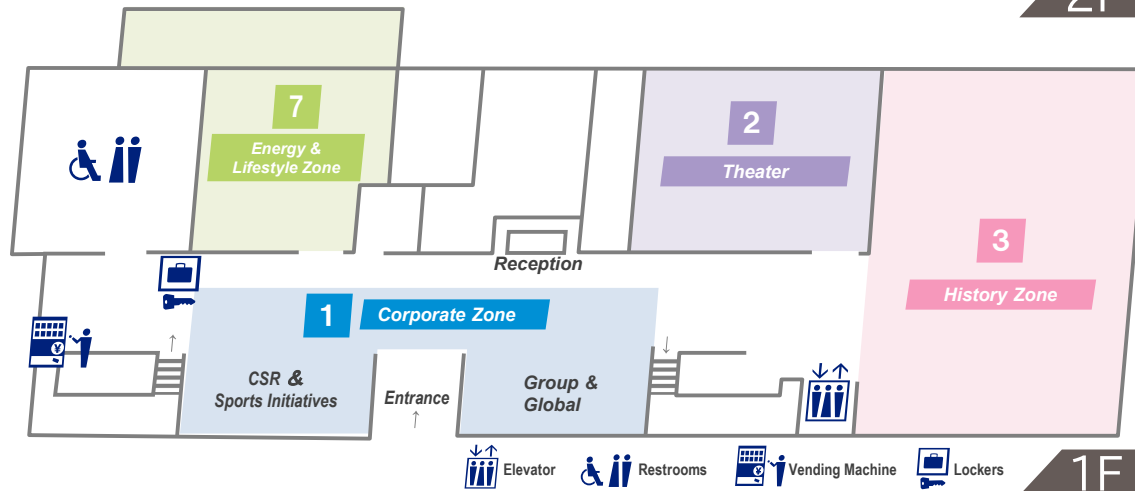 2F
7
Energy &
Lifestyle Zone
2
Theater
3
History Zone
Reception
1
Corporate Zone
CSR &
Sports Initiatives
Entrance
↑
Group &
Global
↑
↓
¥
↓↑
↓↑
Elevator
Restrooms
¥
Vending Machine
Lockers
1F